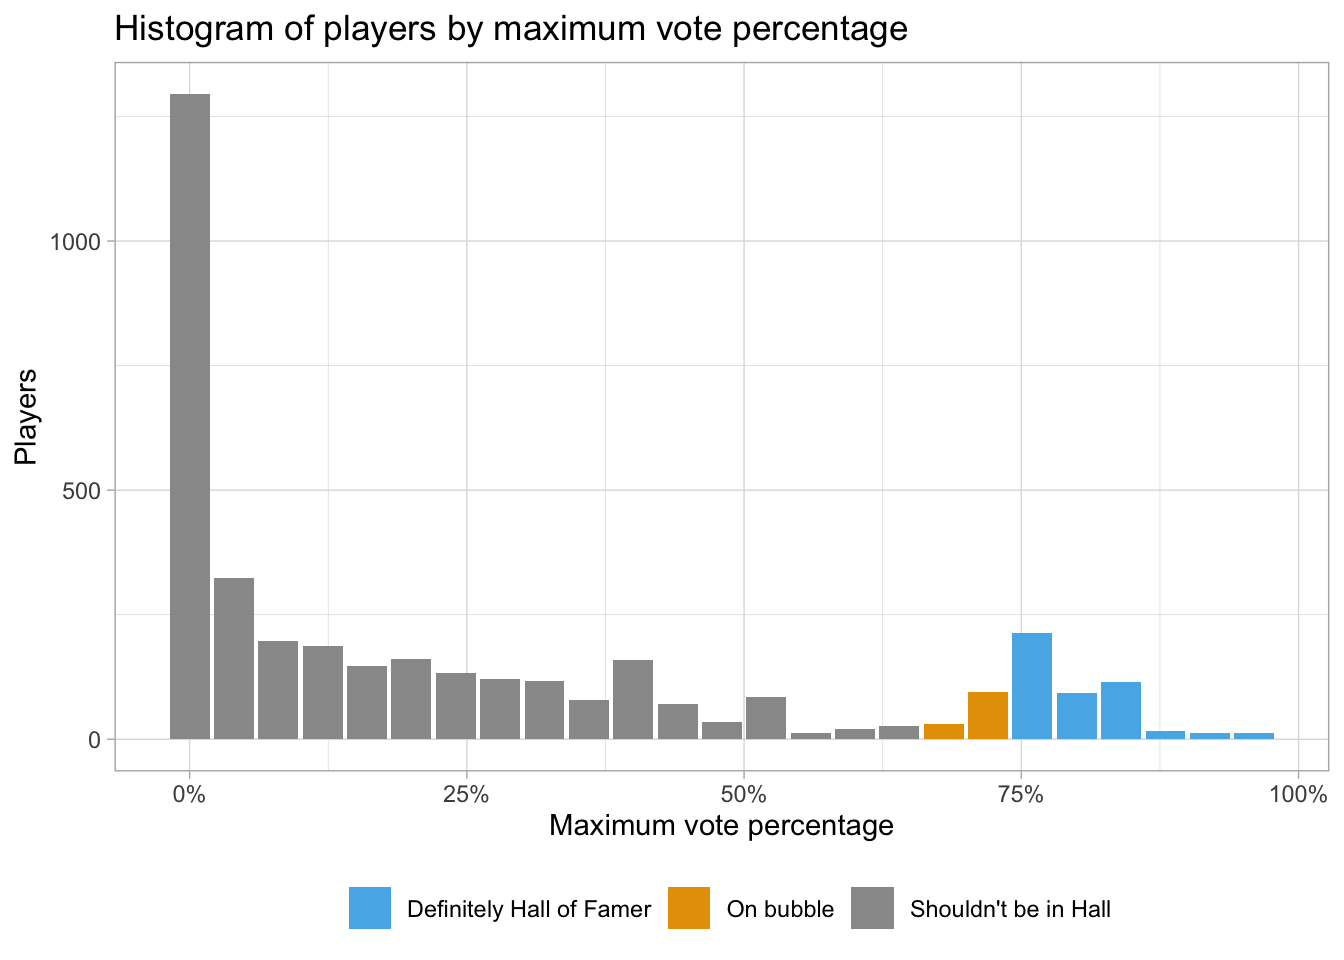 Histogram of players by maximum vote percentage
Players
1000
500
0
0% 25% 50% 75% 100%
Maximum vote percentage
Definitely Hall of Famer On bubble Shouldn't be in Hall